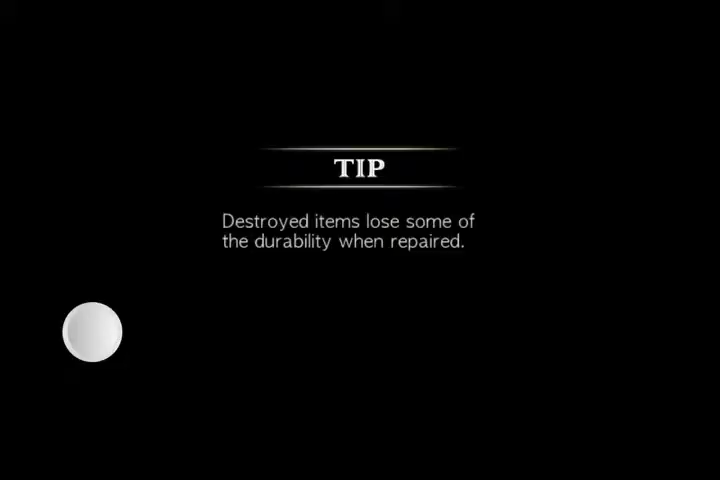 TIP
Destroyed items lose some of
the durability when repaired.